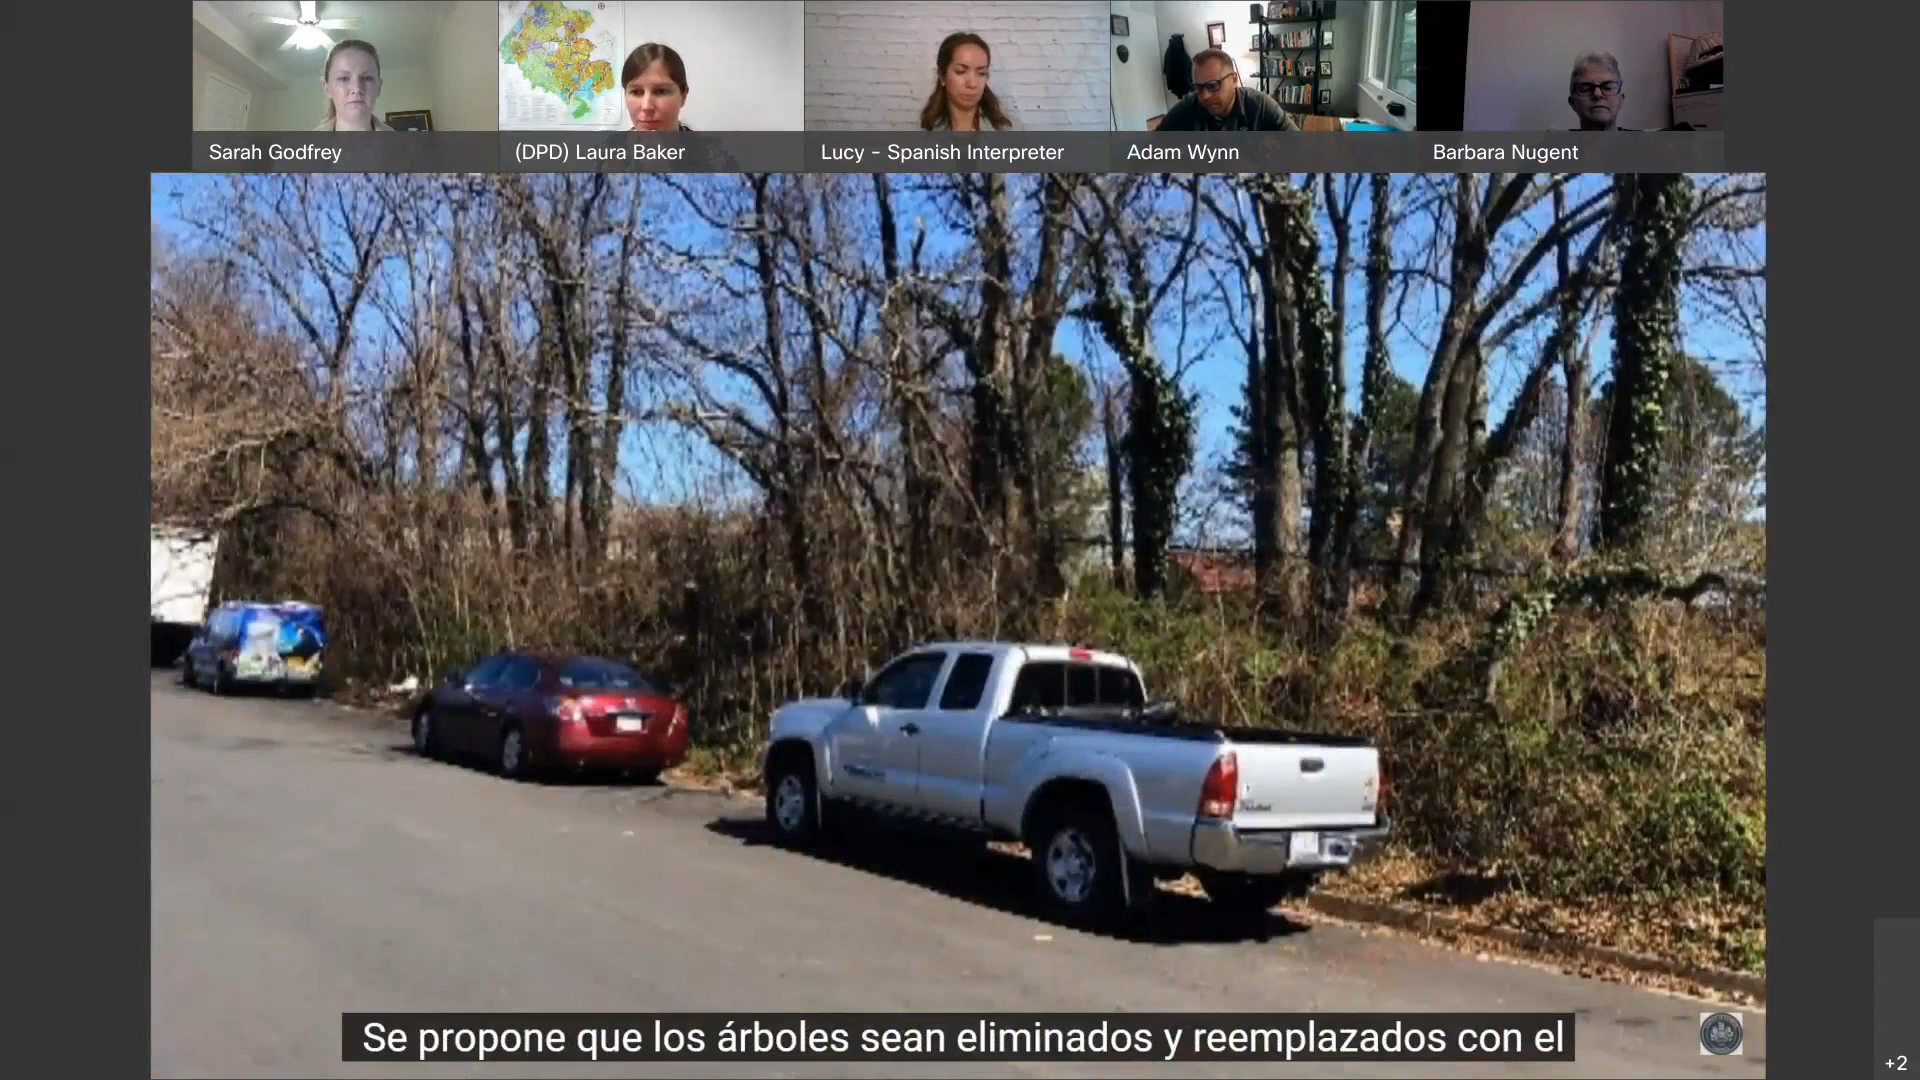 Sarah Godfrey
(DPD) Laura Baker
Lucy - Spanish Interpreter
Adam Wynn
Barbara Nugent
Se propone que los árboles sean eliminados y reemplazados con el
+2